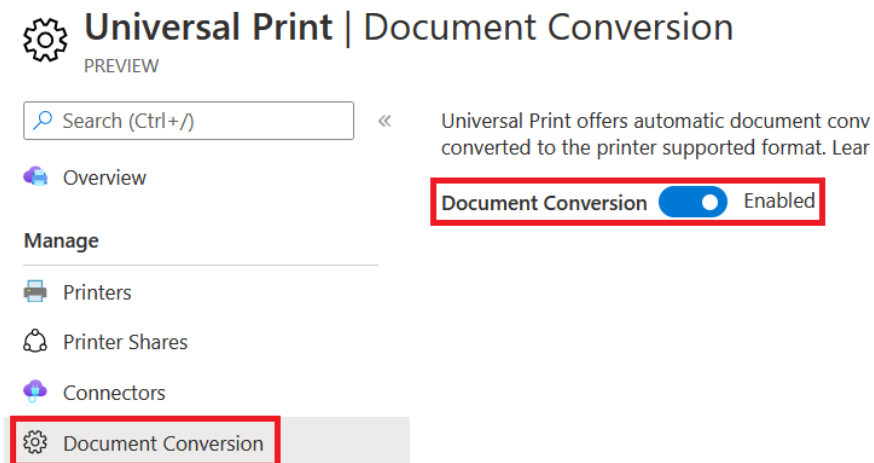 Universal Print | Document Conversion
PREVIEW
Search (Ctrl+/)
«
Overview
Manage
Printers
Printer Shares
Connectors
Document Conversion
Universal Print offers automatic document conv
converted to the printer supported format. Lear
Document Conversion Enabled